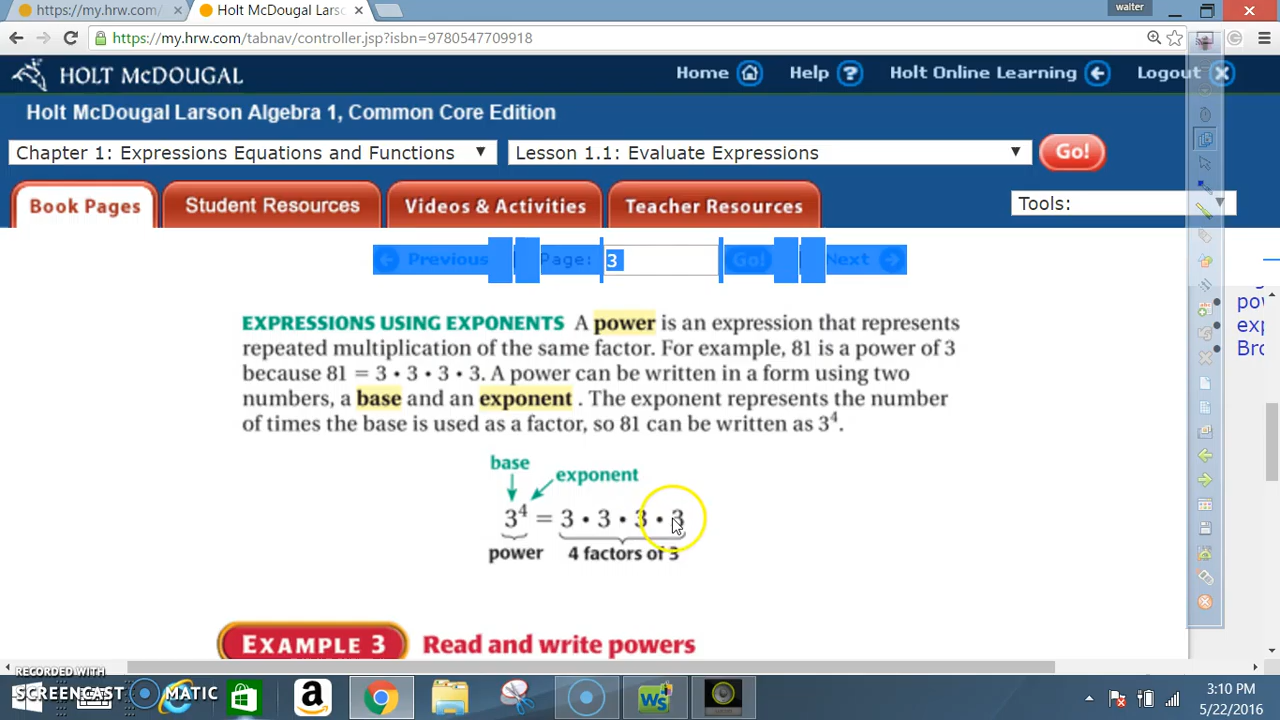 https://my.hrw.com/tabnav/
Holt McDougal Larso
walter
https://my.hrw.com/tabnav/controller.jsp?isbn=9780547709918
HOLT MCDOUGAL
Home Help Holt Online Learning Logout
Holt McDougal Larson Algebra 1, Common Core Edition
Chapter 1: Expressions Equations and Functions
Lesson 1.1: Evaluate Expressions
Go!
Book Pages
Student Resources
Videos & Activities
Teacher Resources
Tools:
Previous Page: 3 Go! Next
EXPRESSIONS USING EXPONENTS A power is an expression that represents
repeated multiplication of the same factor. For example, 81 is a power of 3
because 81 = 3 • 3 • 3 • 3. A power can be written in a form using two
numbers, a base and an exponent . The exponent represents the number
of times the base is used as a factor, so 81 can be written as 3⁴.
base
exponent
3⁴ = 3 • 3 • 3 • 3
power 4 factors of 3
EXAMPLE 3 Read and write powers
RECORDED WITH
SCREENCAST MATIC
3:10 PM
5/22/2016